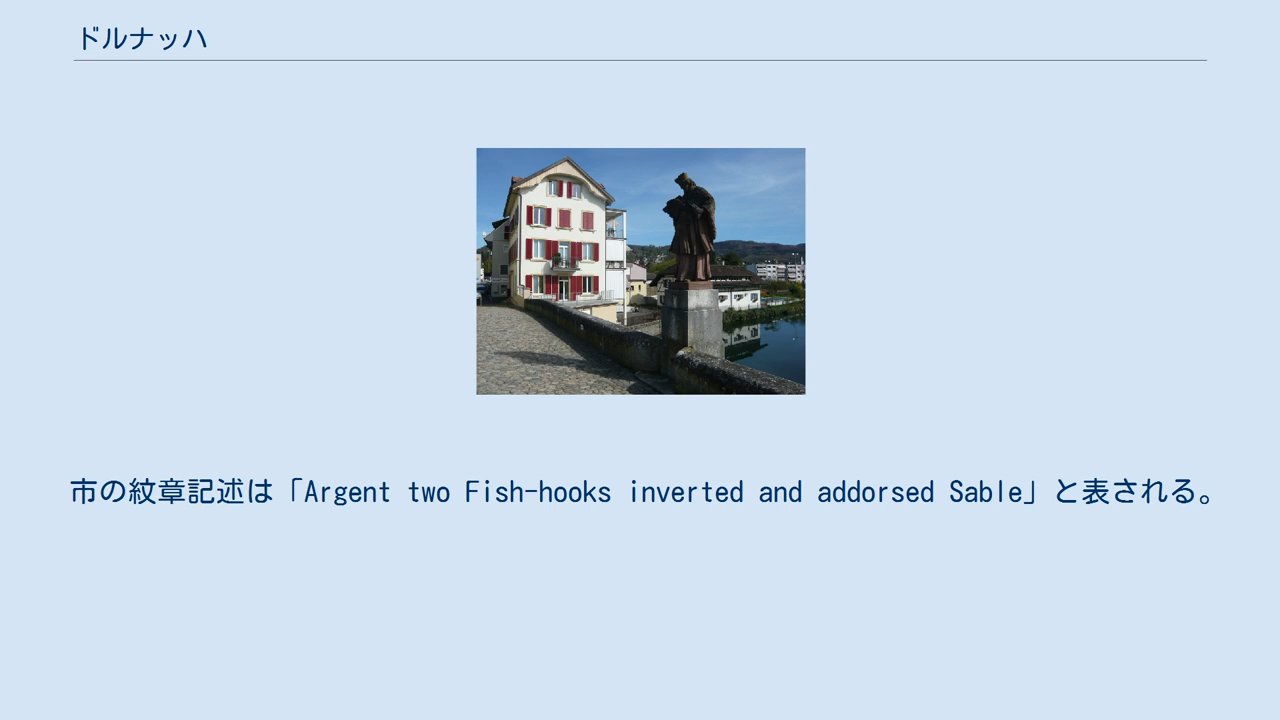 ドルナッハ
市の紋章記述は「Argent two Fish-hooks inverted and addorsed Sable」と表される。